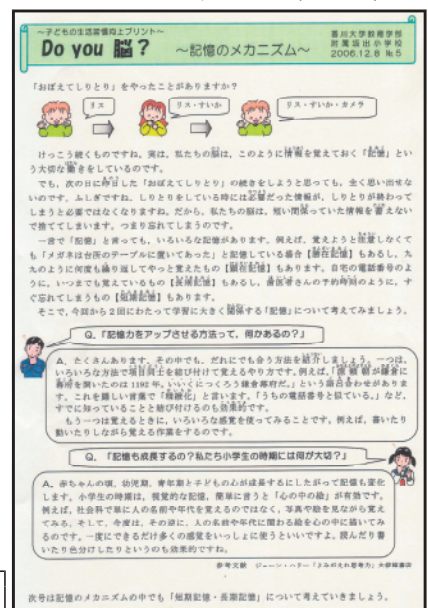 ～子どもの生活習慣向上プリント～
Do you 脳？ ～記憶のメカニズム～
香川大学教育学部
附属坂出小学校
2006.12.8 №5
「おぼえてしりとり」をやったことがありますか？
リス
リス・すいか
リス・すいか・カメラ
けっこう続くものですね。実は，私たちの脳は，このように情報を覚えておく「記憶」とい
う大切な働きをしているのです。
でも，次の日に昨日した「おぼえてしりとり」の続きをしようと思っても，全く思い出せな
いのです。ふしぎですね。しりとりをしている時には必要だった情報が，しりとりが終わって
しまうと必要ではなくなりますね。だから，私たちの脳は，短い間保っていた情報を蓄えない
で捨ててしまいます。つまり忘れてしまうのです。
一言で「記憶」と言っても，いろいろな記憶があります。例えば，覚えようと注意しなくて
も「メガネは台所のテーブルに置いてあった」と記憶している場合【潜在記憶】もあるし，九
九のように何度も繰り返してやっと覚えたもの【顕在記憶】もあります。自宅の電話番号のよ
うに，いつまでも覚えているもの【長期記憶】もあるし，歯医者さんの予約時刻のように，す
ぐ忘れてしまうもの【短期記憶】もあります。
そこで，今回から２回にわたって学習に大きく関係する「記憶」について考えてみましょう。
Q．「記憶力をアップさせる方法って，何かあるの？」
A．たくさんあります。その中でも，だれにでも合う方法を紹介しましょう。一つは，
いろいろな方法で項目同士を結び付けて覚えるやり方です。例えば，「源頼朝が鎌倉に
幕府を開いたのは 1192 年，いいくにつくろう鎌倉幕府だ。」という語呂合わせがありま
す。これを難しい言葉で「精緻化」と言います。「うちの電話番号と似ている。」など，
すでに知っていることと結び付けるのも効果的です。
もう一つは覚えるときに，いろいろな感覚を使ってみることです。例えば，書いたり
動いたりしながら覚える作業をするのです。
Q．「記憶も成長するの？私たち小学生の時期には何が大切？」
A．赤ちゃんの頃，幼児期，青年期と子どもの心が成長するにしたがって記憶も変化
します。小学生の時期は，視覚的な記憶，簡単に言うと「心の中の絵」が有効です。
例えば，社会科で単に人の名前や年代を覚えるのではなく，写真や絵を見ながら覚え
てみる。そして，今度は，その逆に，人の名前や年代に関わる絵を心の中に描いてみ
るのです。一度にできるだけ多くの感覚をいっしょに使うといいですよ。読んだり書
いたり色分けしたりというのも効果的ですね。
参考文献 ジェーン・ハリー「よみがえれ思考力」大修館書店
次号は記憶のメカニズムの中でも「短期記憶・長期記憶」について考えていきましょう。